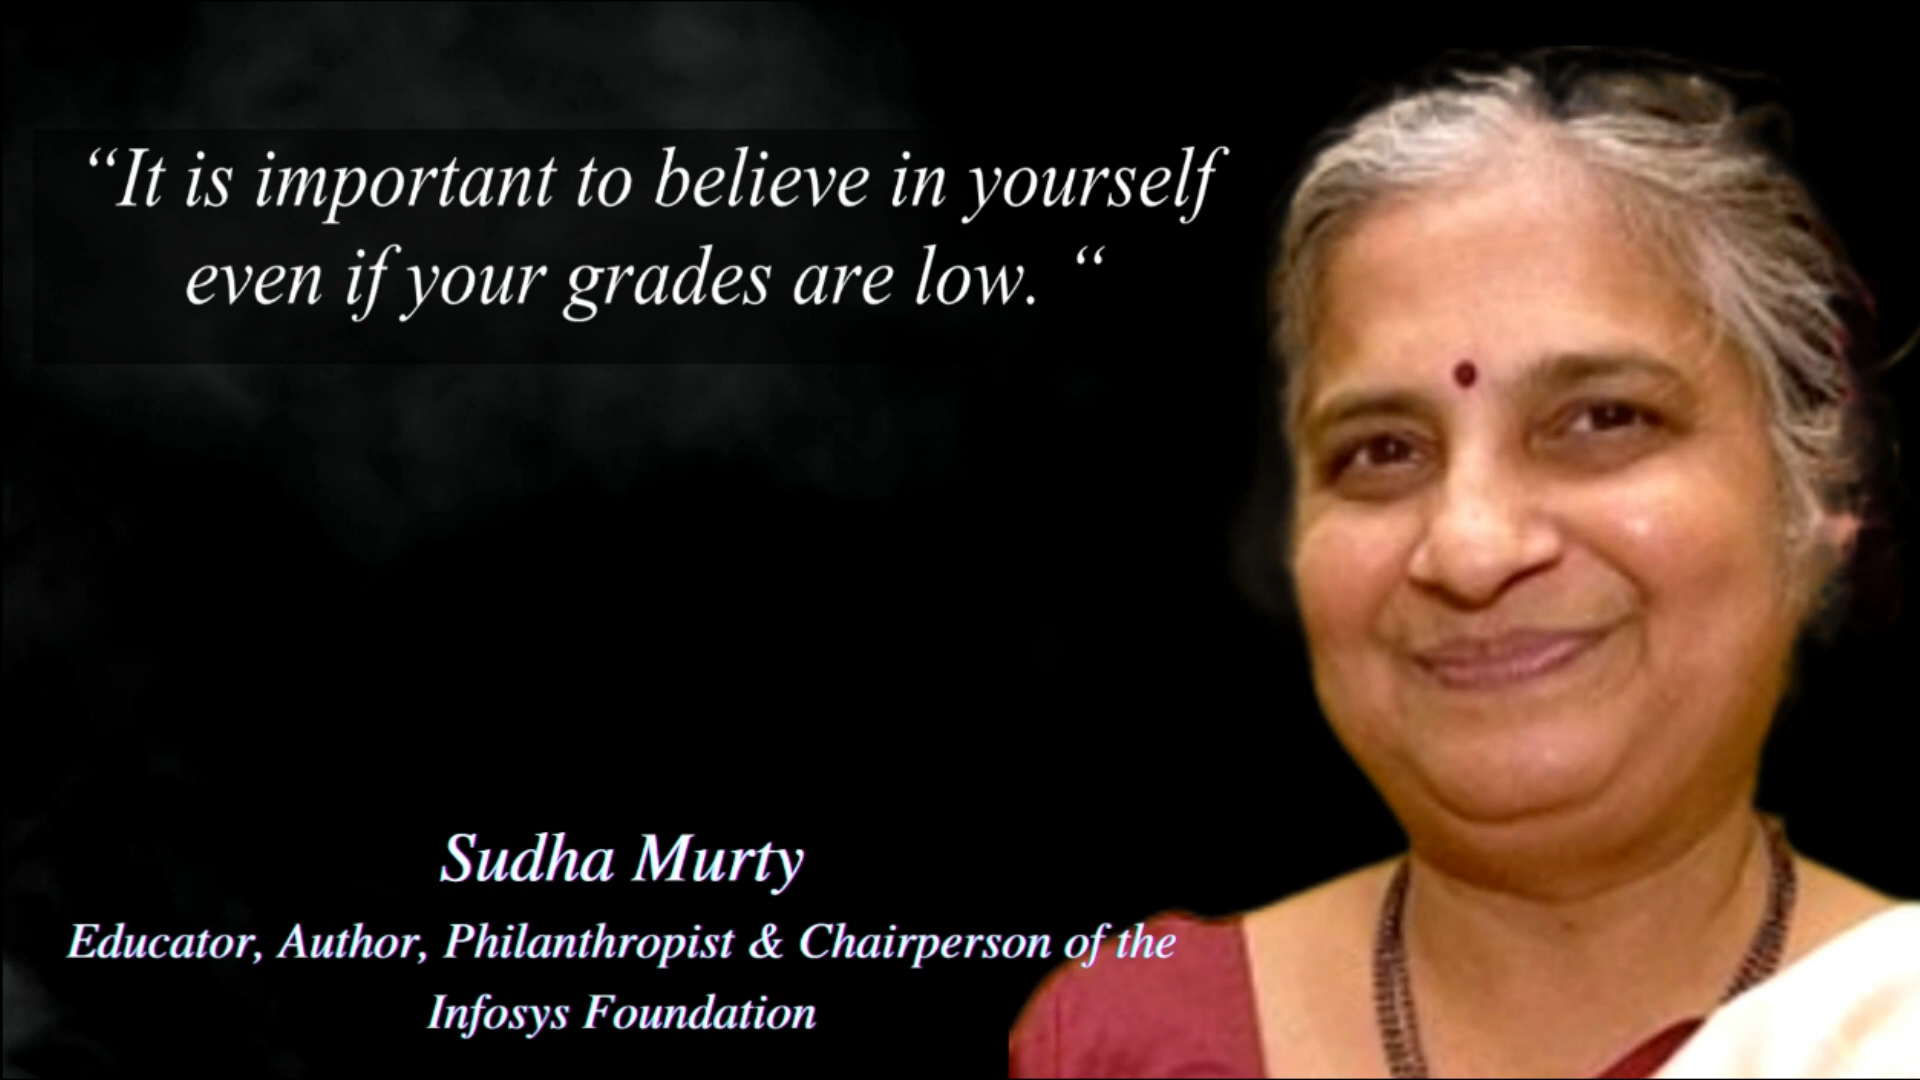 “It is important to believe in yourself
even if your grades are low. “
Sudha Murty
Educator, Author, Philanthropist & Chairperson of the
Infosys Foundation